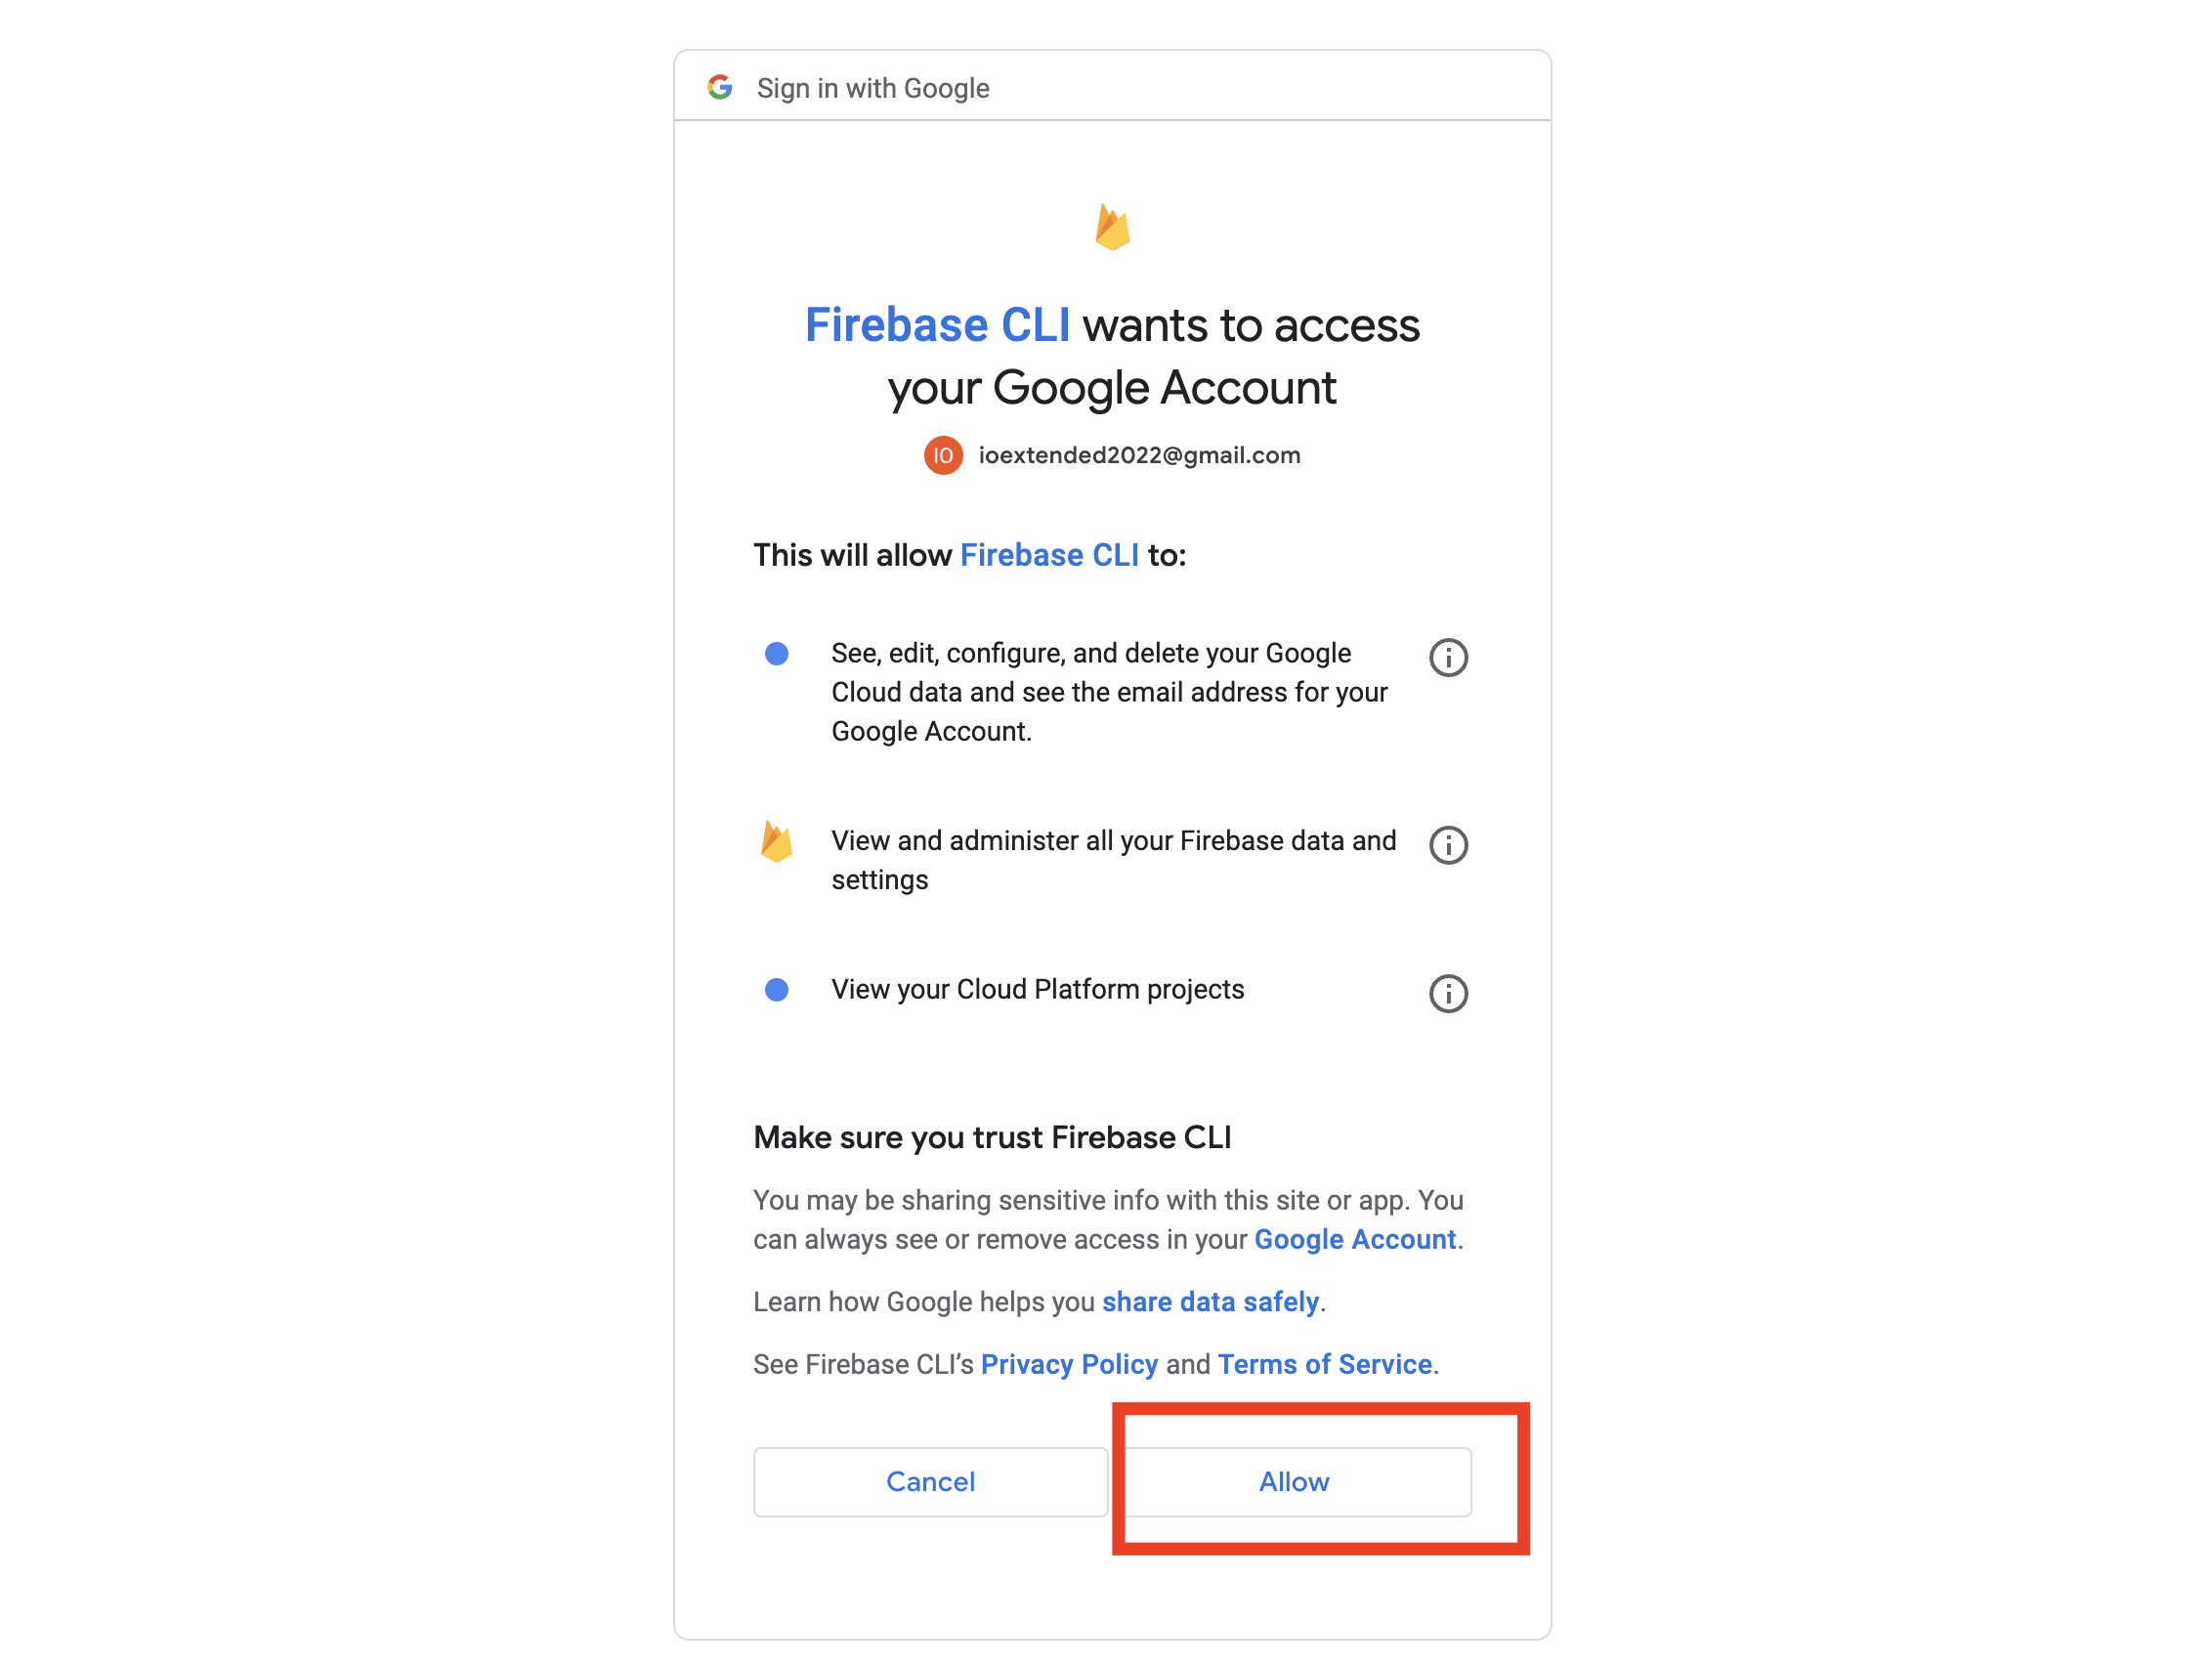 Sign in with Google
Firebase CLI wants to access
your Google Account
IO ioextended2022@gmail.com
This will allow Firebase CLI to:
See, edit, configure, and delete your Google
Cloud data and see the email address for your
Google Account.
View and administer all your Firebase data and
settings
View your Cloud Platform projects
Make sure you trust Firebase CLI
You may be sharing sensitive info with this site or app. You
can always see or remove access in your Google Account.
Learn how Google helps you share data safely.
See Firebase CLI’s Privacy Policy and Terms of Service.
Cancel Allow